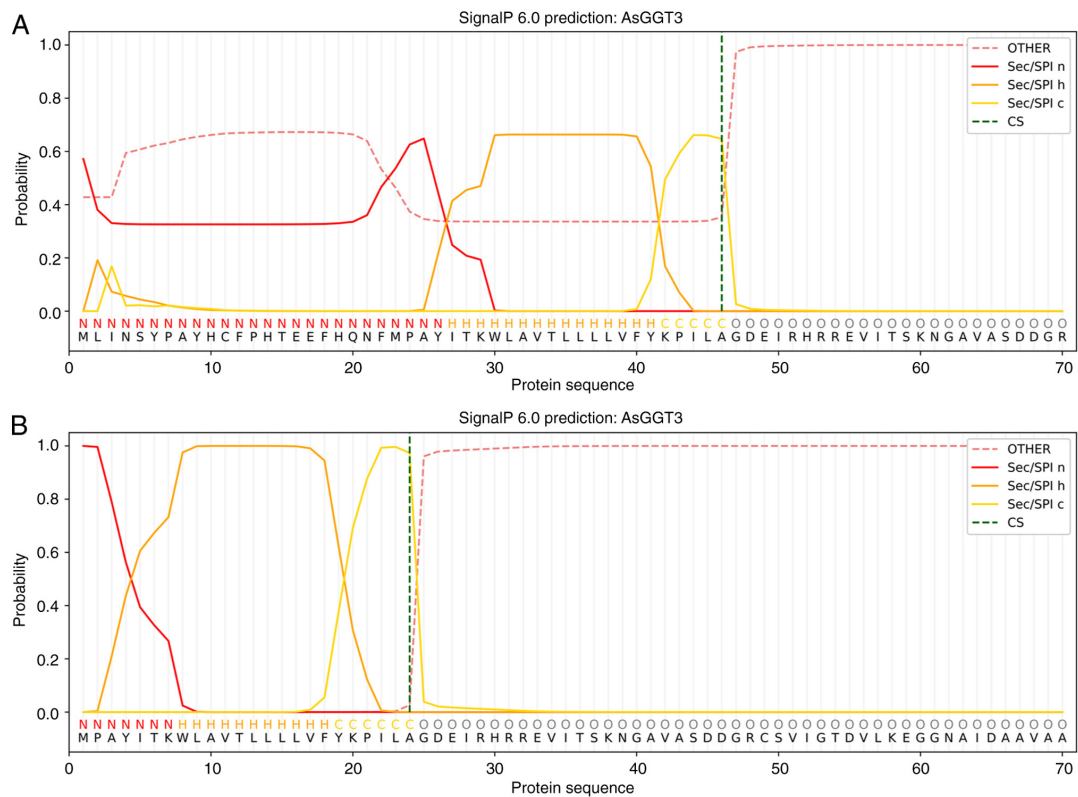 A
SignalP 6.0 prediction: AsGGT3
Probability
1.0
0.8
0.6
0.4
0.2
0.0
OTHER
Sec/SPI n
Sec/SPI h
Sec/SPI c
CS
N N N N N N N N N N N N N N N N N N N N N N N N N N H H H H H H H H H H H H H H H C C C C C O O O O O O O O O O O O O O O O O O O O O O O O
M L I N S Y P A Y H C F P H T E E F H Q N F M P A Y I T K W L A V T L L L L V F Y K P I L A G D E I R H R R E V I T S K N G A V A S D D G R
0 10 20 30 40 50 60 70
Protein sequence
B
SignalP 6.0 prediction: AsGGT3
Probability
1.0
0.8
0.6
0.4
0.2
0.0
OTHER
Sec/SPI n
Sec/SPI h
Sec/SPI c
CS
N N N N N N N H H H H H H H H H H H C C C C C C O O O O O O O O O O O O O O O O O O O O O O O O O O O O O O O O O O O O O O O O O O O O O O
M P A Y I T K W L A V T L L L L V F Y K P I L A G D E I R H R R E V I T S K N G A V A S D D G R C S V I G T D V L K E G G N A I D A A V A A
0 10 20 30 40 50 60 70
Protein sequence